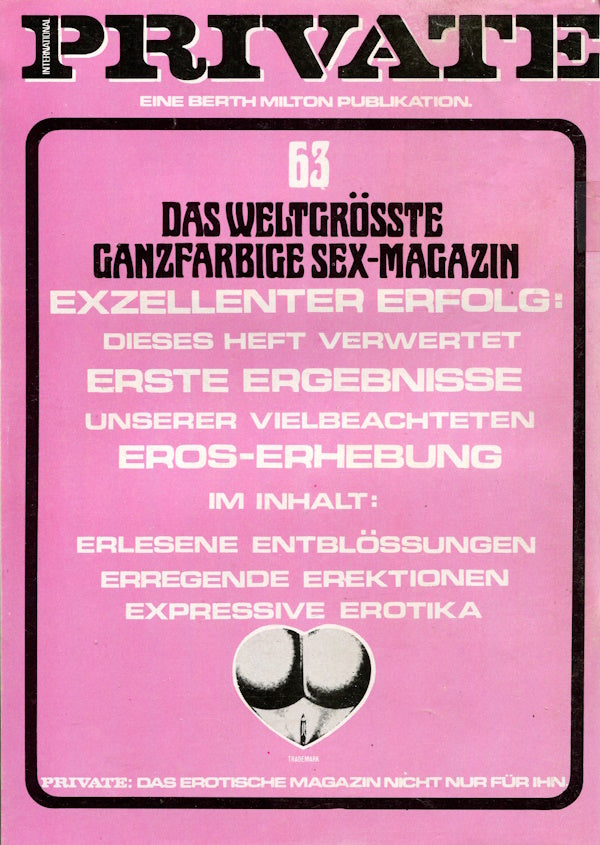 INTERNATIONAL
PRIVATE
EINE BERTH MILTON PUBLIKATION.
63
DAS WELTGRÖSSTE
GANZFARBIGE SEX-MAGAZIN
EXZELLENTER ERFOLG:
DIESES HEFT VERWERTET
ERSTE ERGEBNISSE
UNSERER VIELBEACHTETEN
EROS-ERHEBUNG
IM INHALT:
ERLESENE ENTBLÖSSUNGEN
ERREGENDE EREKTIONEN
EXPRESSIVE EROTIKA
TRADEMARK
PRIVATE: DAS EROTISCHE MAGAZIN NICHT NUR FÜR IHN